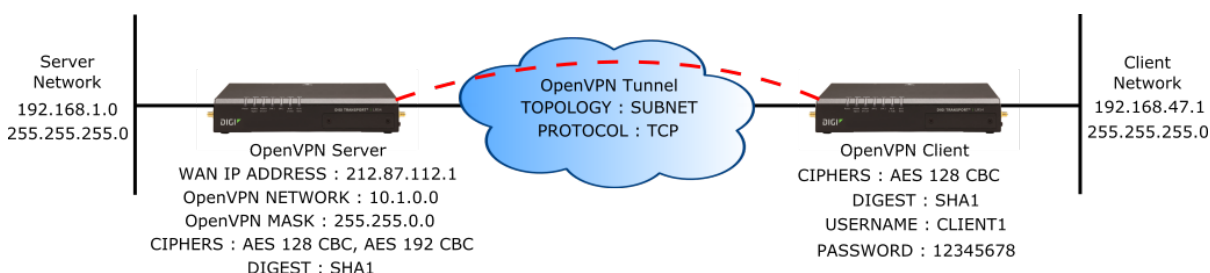 Server
Network
192.168.1.0
255.255.255.0
DIGI
OpenVPN Server
WAN IP ADDRESS : 212.87.112.1
OpenVPN NETWORK : 10.1.0.0
OpenVPN MASK : 255.255.0.0
CIPHERS : AES 128 CBC, AES 192 CBC
DIGEST : SHA1
OpenVPN Tunnel
TOPOLOGY : SUBNET
PROTOCOL : TCP
DIGI
OpenVPN Client
CIPHERS : AES 128 CBC
DIGEST : SHA1
USERNAME : CLIENT1
PASSWORD : 12345678
Client
Network
192.168.47.1
255.255.255.0